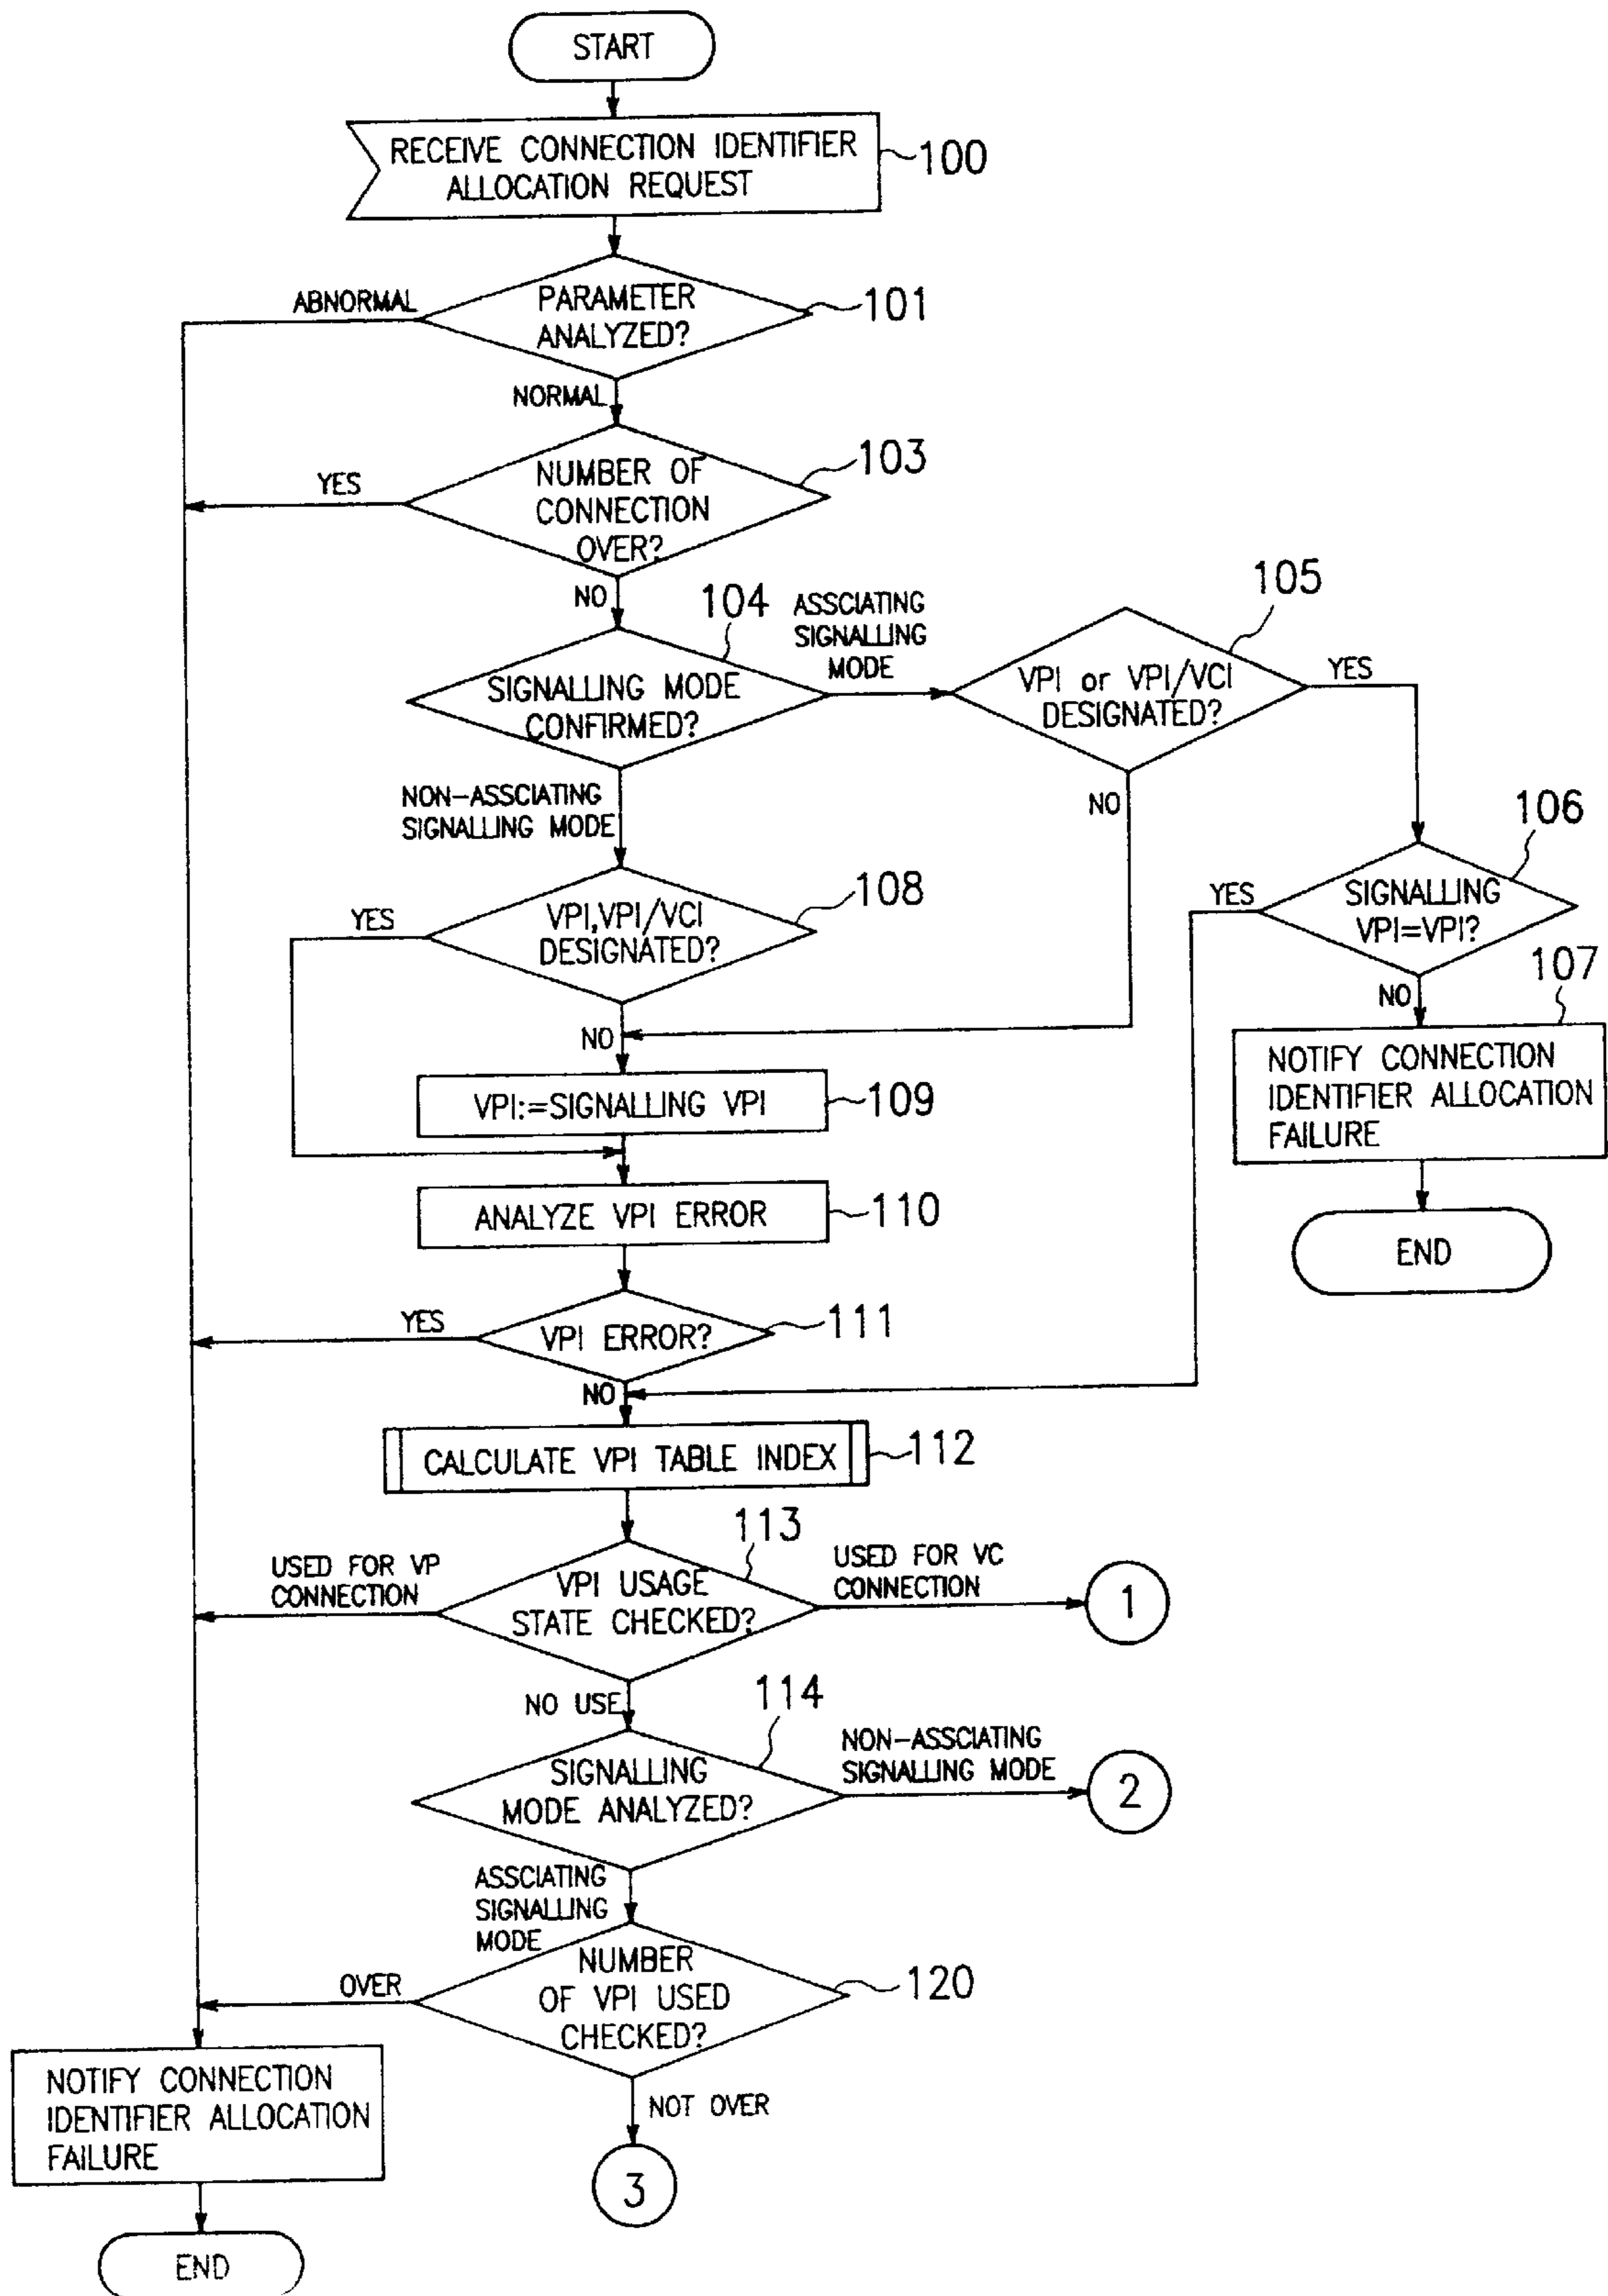 START
RECEIVE CONNECTION IDENTIFIER
ALLOCATION REQUEST
100
ABNORMAL
PARAMETER
ANALYZED?
101
NORMAL
YES
NUMBER OF
CONNECTION
OVER?
103
NO
104
ASSCIATING
SIGNALLING
MODE
105
SIGNALLING MODE
CONFIRMED?
VPI or VPI/VCI
DESIGNATED?
YES
NON-ASSCIATING
SIGNALLING MODE
NO
106
YES
VPI,VPI/VCI
DESIGNATED?
108
YES
SIGNALLING
VPI=VPI?
107
NO
NO
VPI:=SIGNALLING VPI
109
NOTIFY CONNECTION
IDENTIFIER ALLOCATION
FAILURE
ANALYZE VPI ERROR
110
END
YES
VPI ERROR?
111
NO
CALCULATE VPI TABLE INDEX
112
113
USED FOR VP
CONNECTION
VPI USAGE
STATE CHECKED?
USED FOR VC
CONNECTION
1
NO USE
114
SIGNALLING
MODE ANALYZED?
NON-ASSCIATING
SIGNALLING MODE
2
ASSCIATING
SIGNALLING
MODE
OVER
NUMBER
OF VPI USED
CHECKED?
120
NOTIFY CONNECTION
IDENTIFIER ALLOCATION
FAILURE
NOT OVER
3
END